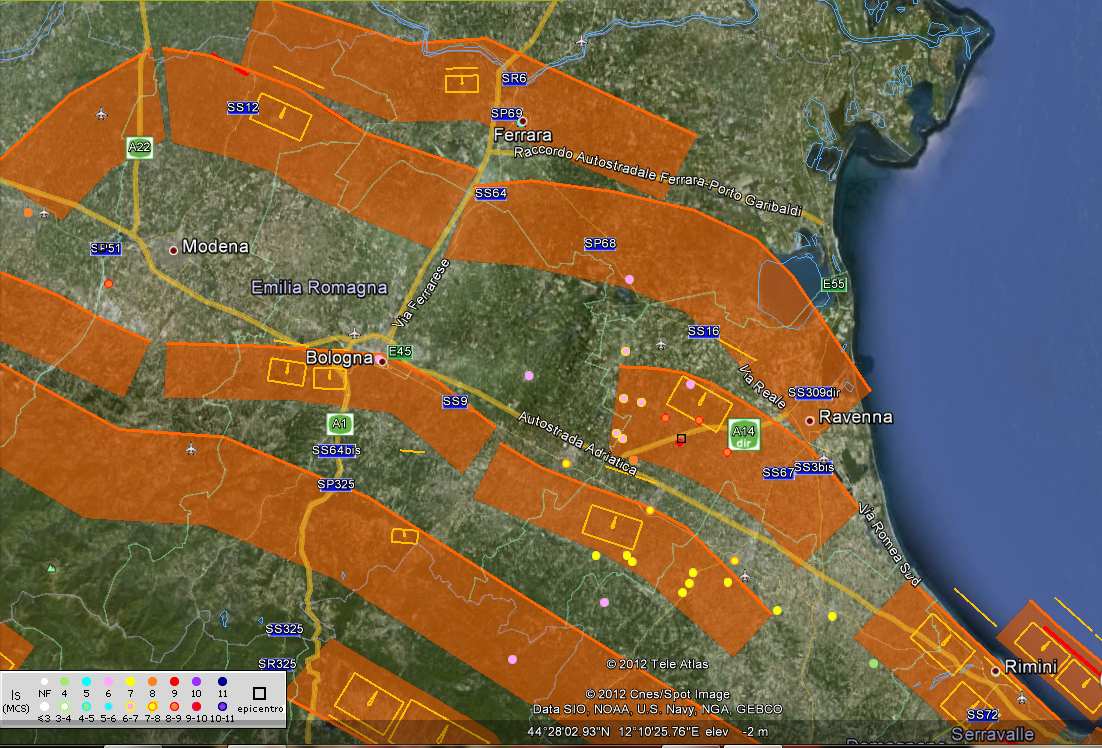 SR6
SS12
SP69
Ferrara
A22
Raccordo Autostradale Ferrara-Porto Garibaldi
SS64
SP68
Modena
Emilia Romagna
Via Ferrarese
E55
SS16
Bologna
E45
Via Reale
SS309dir
SS9
Ravenna
Autostrada Adriatica
A1
A14
dir
SS64bis
SS67
SS3bis
SP325
Via Romea Sud
SS325
SR325
© 2012 Tele Atlas
Rimini
Is
(MCS)
NF 4 5 6 7 8 9 10 11
≤3 3-4 4-5 5-6 6-7 7-8 8-9 9-10 10-11
epicentro
© 2012 Cnes/Spot Image
Data SIO, NOAA, U.S. Navy, NGA, GEBCO
SS72
44°28'02.93"N 12°10'25.76"E elev -2 m
Serravalle